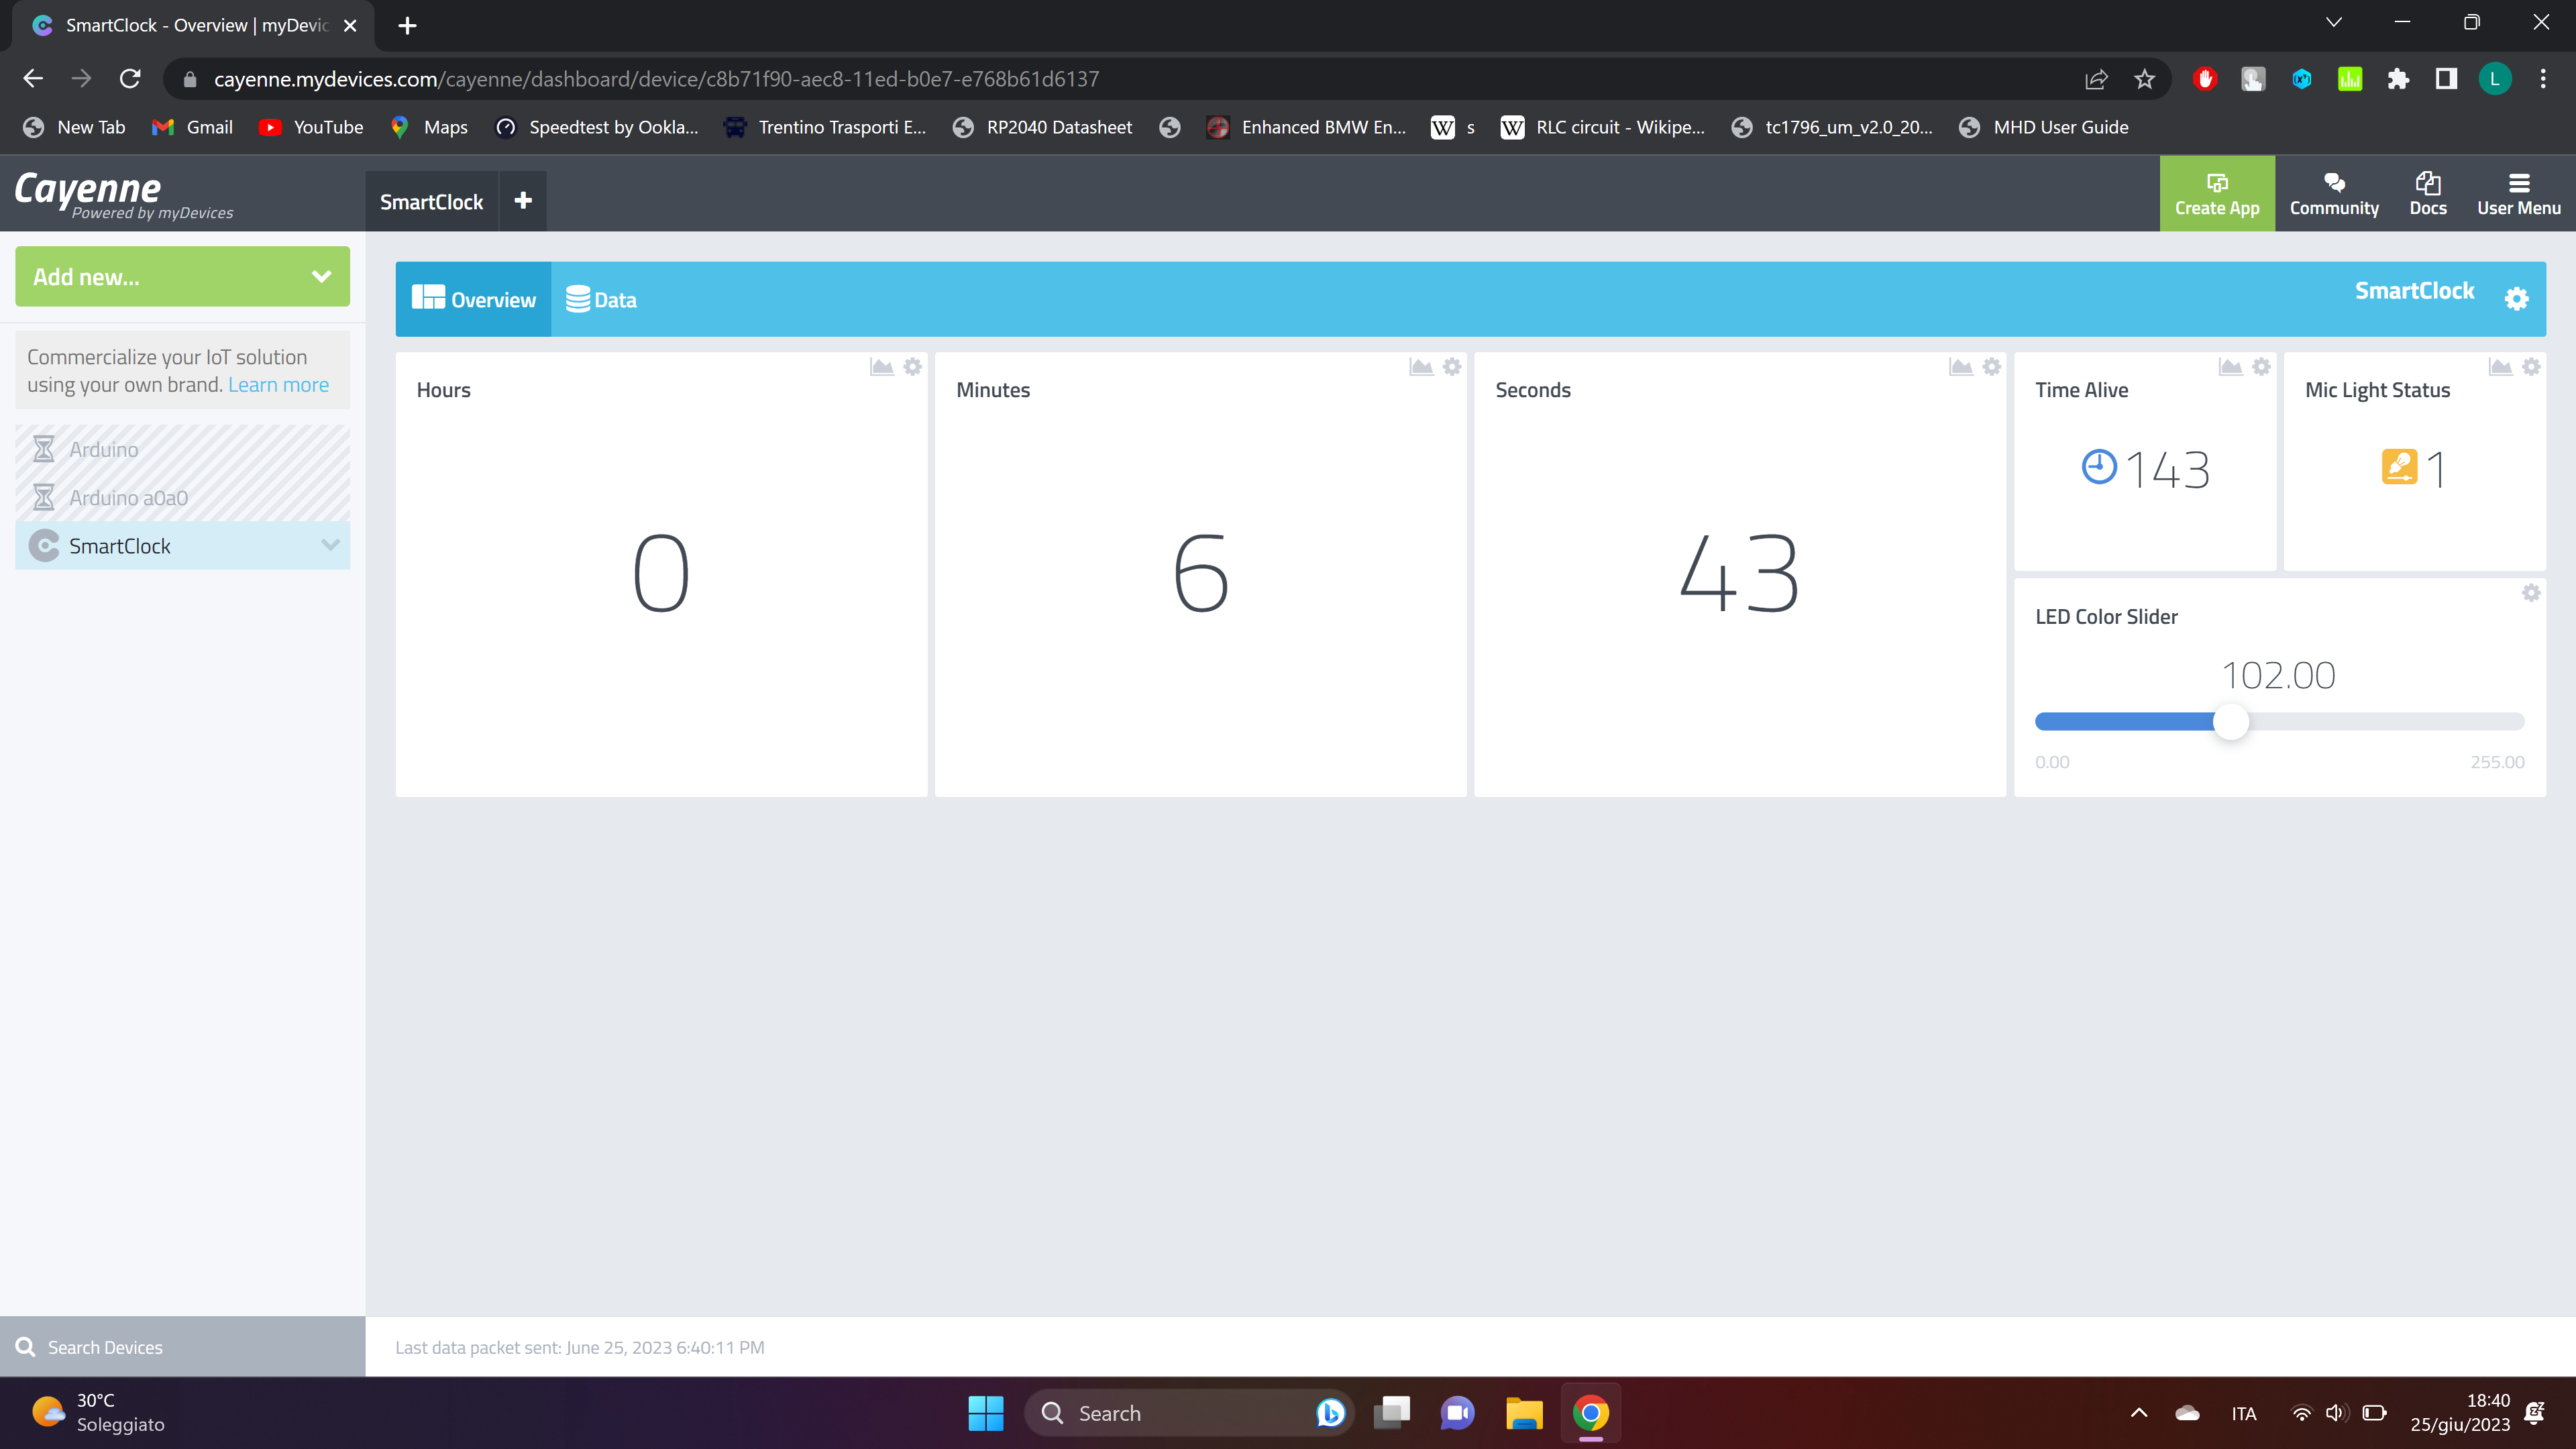 SmartClock - Overview | myDevic
cayenne.mydevices.com/cayenne/dashboard/device/c8b71f90-aec8-11ed-b0e7-e768b61d6137
L
New Tab
Gmail
YouTube
Maps
Speedtest by Ookla...
Trentino Trasporti E...
RP2040 Datasheet
Enhanced BMW En...
W s
W RLC circuit - Wikipe...
tc1796_um_v2.0_20...
MHD User Guide
Cayenne
Powered by myDevices
SmartClock
Create App
Community
Docs
User Menu
Add new...
Overview
Data
SmartClock
Commercialize your IoT solution
using your own brand. Learn more
Arduino
Arduino a0a0
SmartClock
Hours
0
Minutes
6
Seconds
43
Time Alive
143
Mic Light Status
1
LED Color Slider
102.00
0.00
255.00
Search Devices
Last data packet sent: June 25, 2023 6:40:11 PM
30°C
Soleggiato
Search
ITA
18:40
25/giu/2023